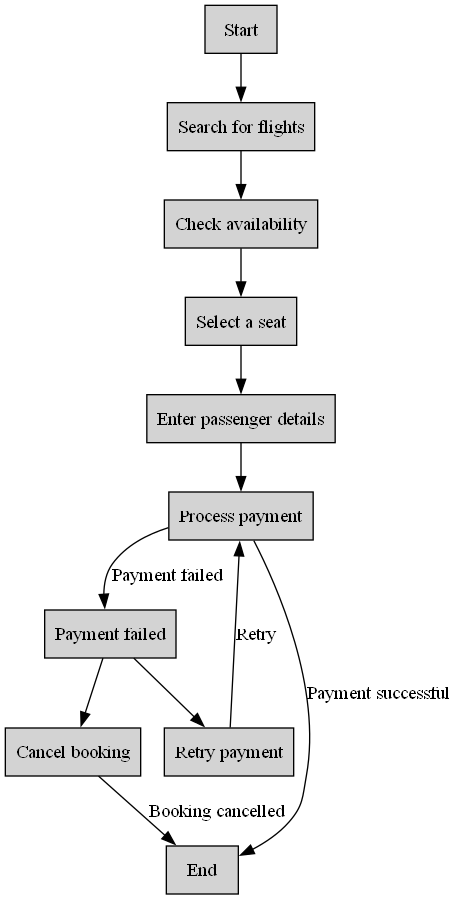 Start
Search for flights
Check availability
Select a seat
Enter passenger details
Process payment
Payment failed
Payment failed
Retry
Payment successful
Cancel booking
Retry payment
Booking cancelled
End